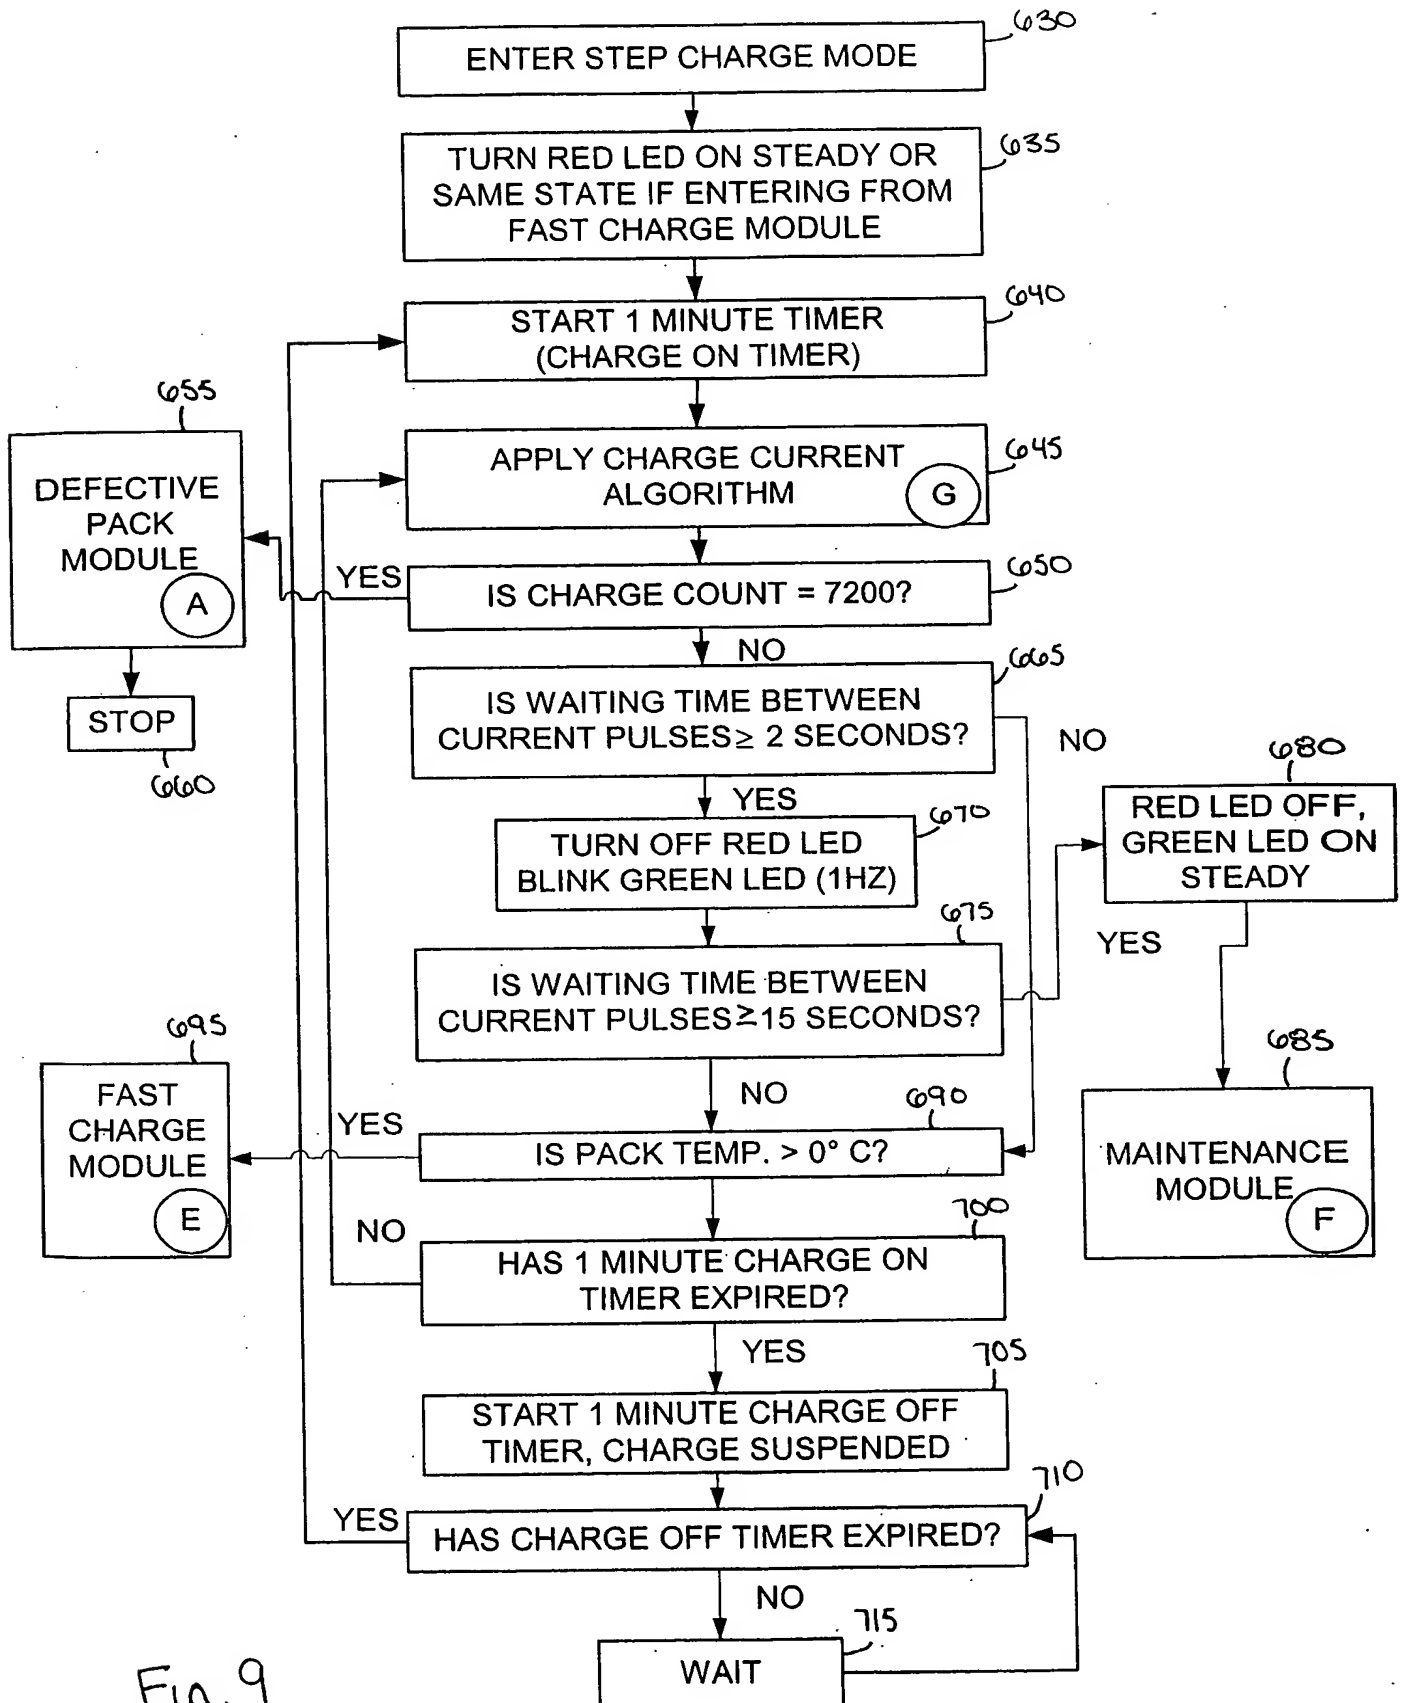 ENTER STEP CHARGE MODE
630
TURN RED LED ON STEADY OR
SAME STATE IF ENTERING FROM
FAST CHARGE MODULE
635
START 1 MINUTE TIMER
(CHARGE ON TIMER)
640
APPLY CHARGE CURRENT
ALGORITHM
G
645
655
DEFECTIVE
PACK
MODULE
A
YES
IS CHARGE COUNT = 7200?
650
NO
STOP
660
IS WAITING TIME BETWEEN
CURRENT PULSES ≥ 2 SECONDS?
665
NO
YES
TURN OFF RED LED
BLINK GREEN LED (1HZ)
670
680
RED LED OFF,
GREEN LED ON
STEADY
YES
IS WAITING TIME BETWEEN
CURRENT PULSES ≥ 15 SECONDS?
675
NO
685
MAINTENANCE
MODULE
F
695
FAST
CHARGE
MODULE
E
YES
IS PACK TEMP. > 0° C?
690
NO
HAS 1 MINUTE CHARGE ON
TIMER EXPIRED?
700
YES
START 1 MINUTE CHARGE OFF
TIMER, CHARGE SUSPENDED
705
YES
HAS CHARGE OFF TIMER EXPIRED?
710
NO
WAIT
715
Fig. 9